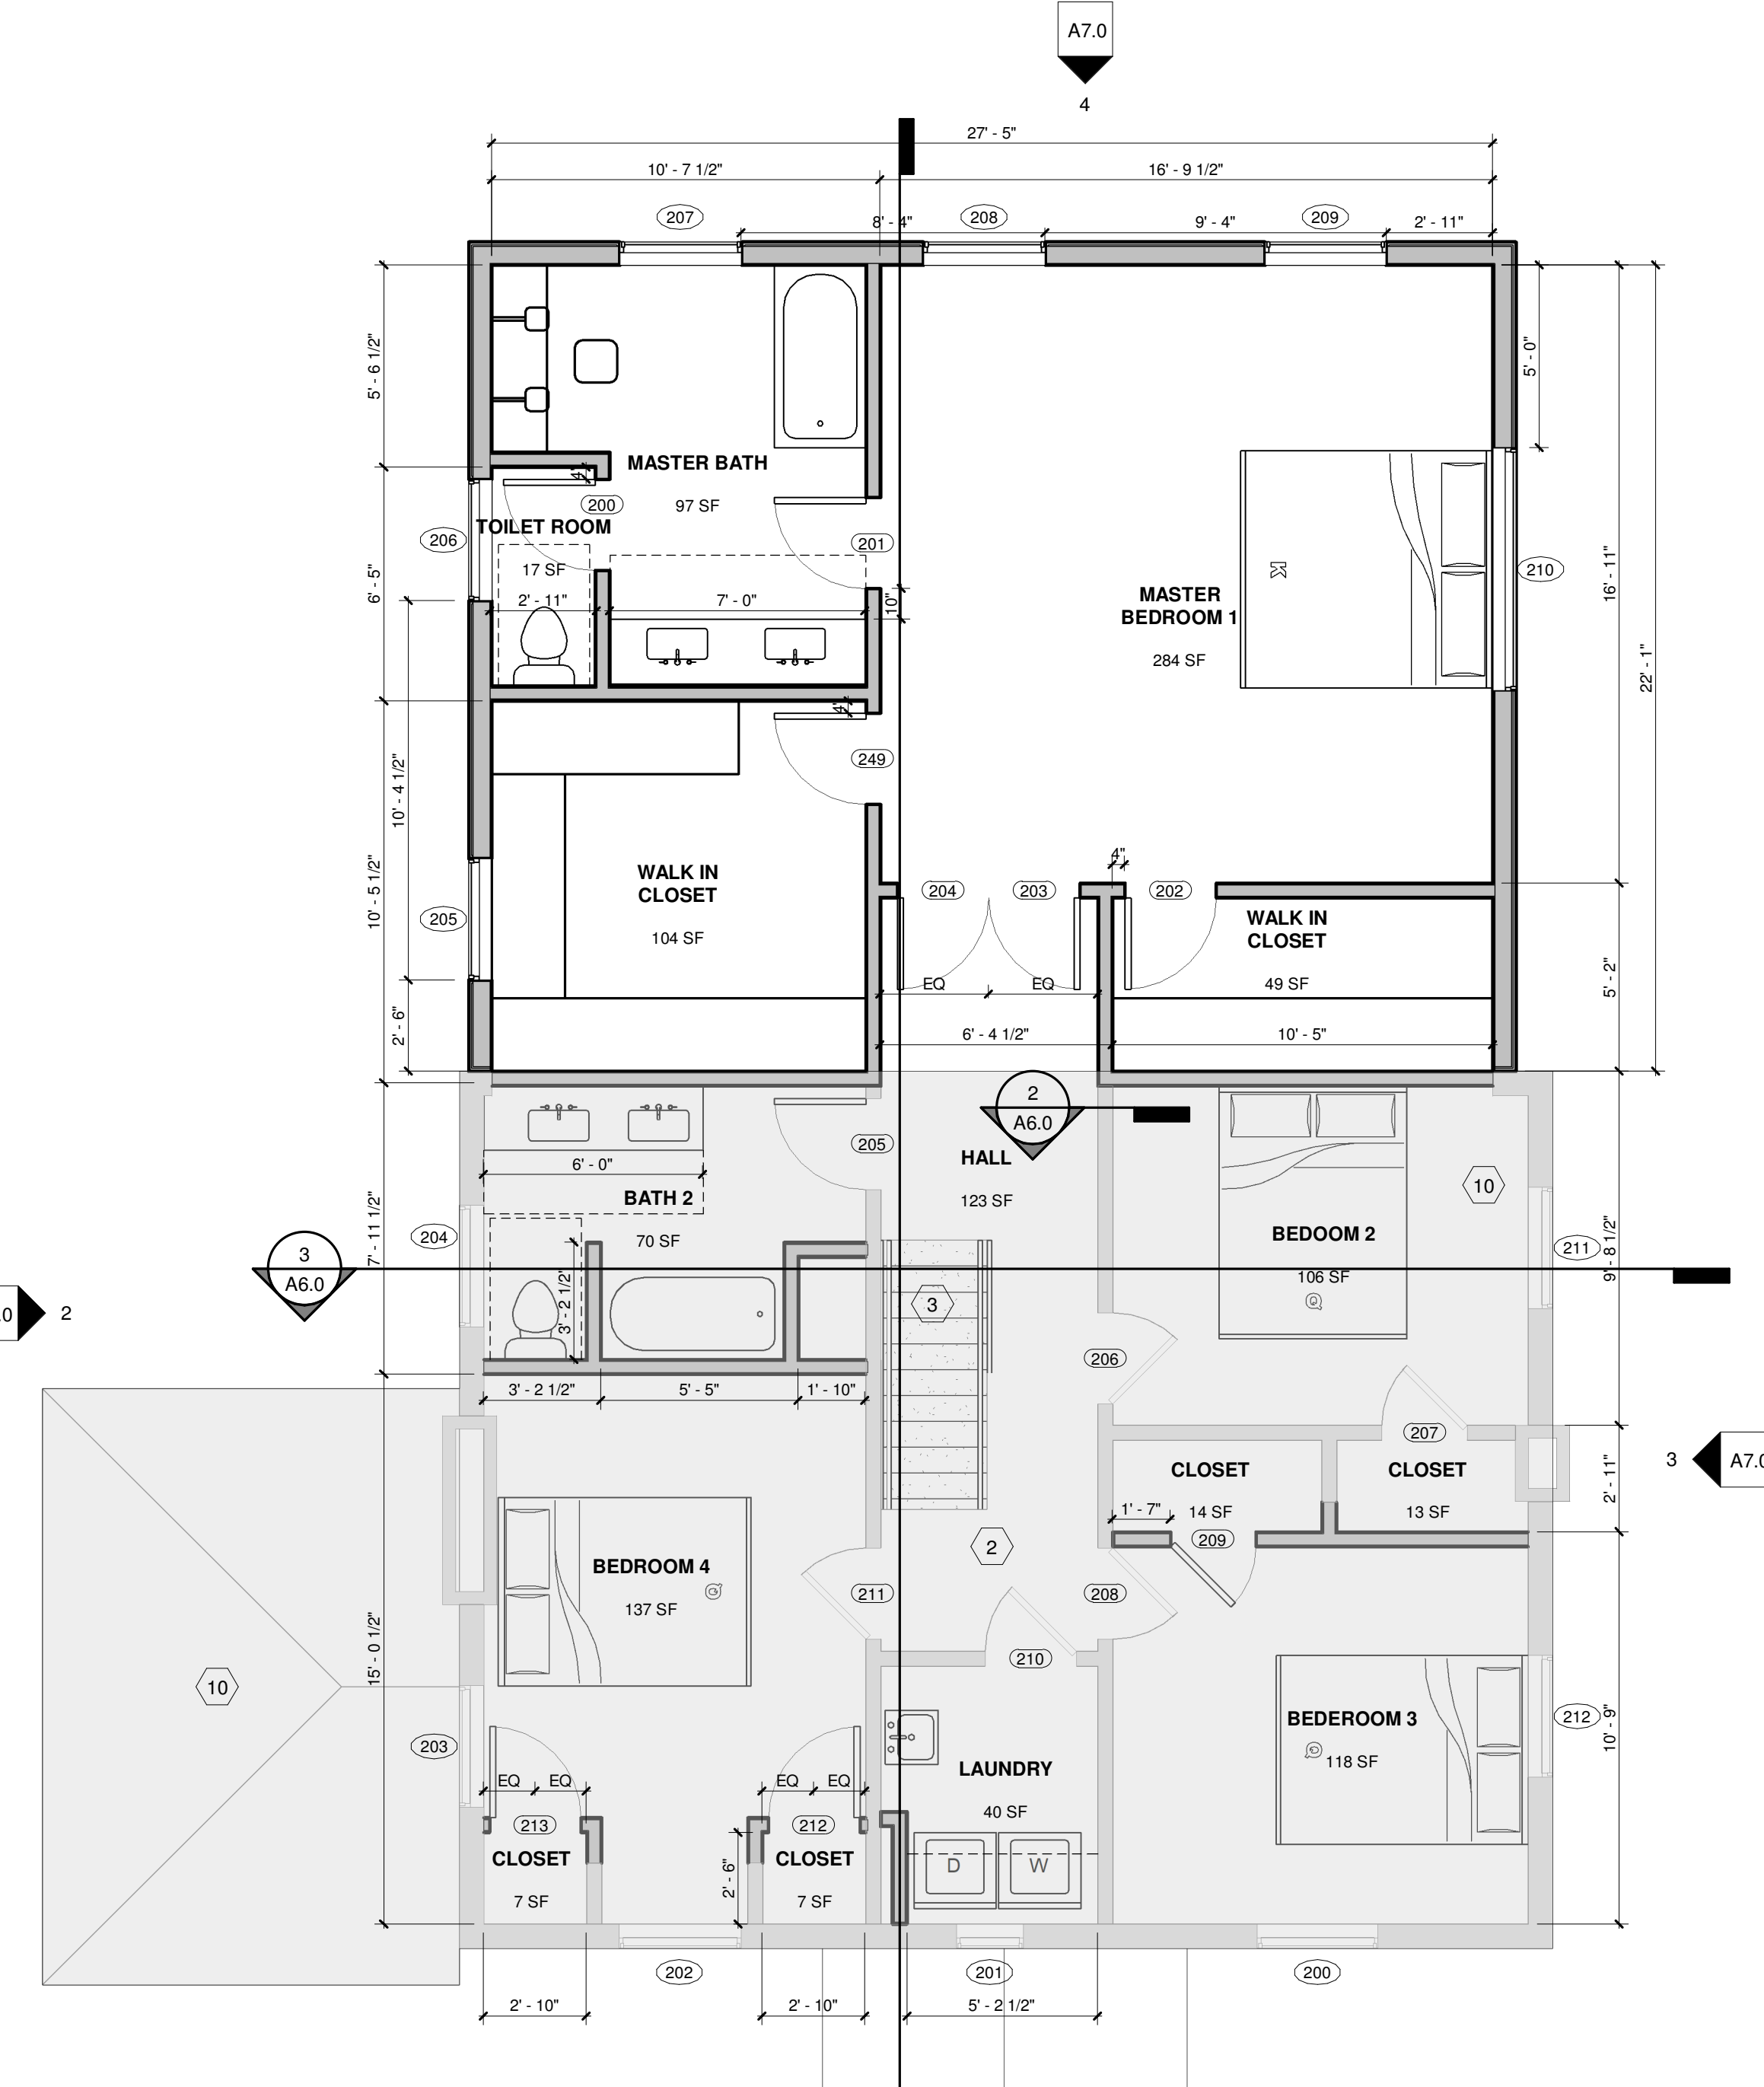 A7.0
4
27' - 5"
10' - 7 1/2"
16' - 9 1/2"
207
8' - 4"
208
9' - 4"
209
2' - 11"
5' - 6 1/2"
5' - 0"
MASTER BATH
97 SF
4"
200
TOILET ROOM
17 SF
206
201
6' - 5"
2' - 11"
7' - 0"
10"
K
210
MASTER
BEDROOM 1
284 SF
16' - 11"
22' - 1"
4"
249
10' - 4 1/2"
10' - 5 1/2"
WALK IN
CLOSET
104 SF
205
2' - 6"
4"
204
203
202
WALK IN
CLOSET
49 SF
EQ
EQ
6' - 4 1/2"
10' - 5"
5' - 2"
2
A6.0
205
HALL
123 SF
6' - 0"
BATH 2
70 SF
204
7' - 11 1/2"
3' - 2 1/2"
3
A6.0
.0
2
10
BEDOOM 2
106 SF
Q
211
9' - 8 1/2"
3
206
3' - 2 1/2"
5' - 5"
1' - 10"
207
CLOSET
14 SF
CLOSET
13 SF
1' - 7"
209
2' - 11"
3
A7.0
2
BEDROOM 4
137 SF
Q
211
208
210
15' - 0 1/2"
10
203
BEDEROOM 3
118 SF
Q
212
10' - 9"
LAUNDRY
40 SF
D
W
EQ
EQ
EQ
EQ
213
212
CLOSET
7 SF
CLOSET
7 SF
2' - 6"
202
201
200
2' - 10"
2' - 10"
5' - 2 1/2"